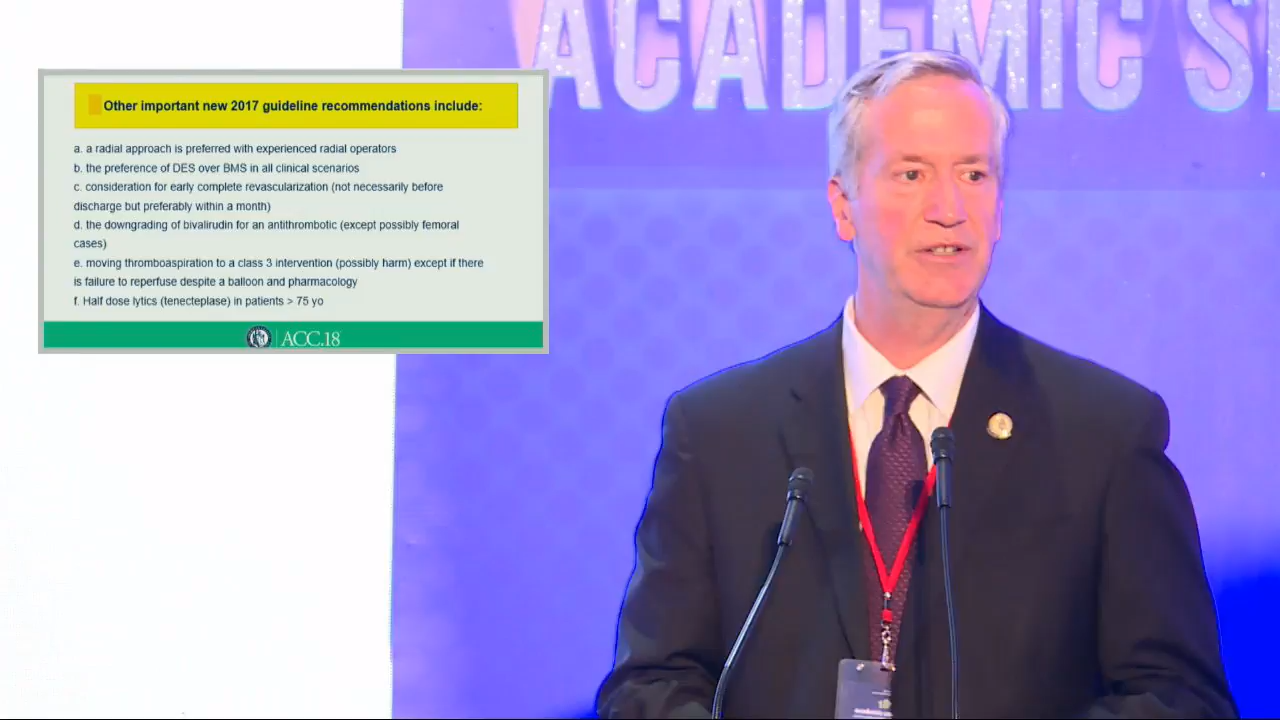 ACADEMIC S
Other important new 2017 guideline recommendations include:
a. a radial approach is preferred with experienced radial operators
b. the preference of DES over BMS in all clinical scenarios
c. consideration for early complete revascularization (not necessarily before
discharge but preferably within a month)
d. the downgrading of bivalirudin for an antithrombotic (except possibly femoral
cases)
e. moving thromboaspiration to a class 3 intervention (possibly harm) except if there
is failure to reperfuse despite a balloon and pharmacology
f. Half dose lytics (tenecteplase) in patients > 75 yo
ACC.18